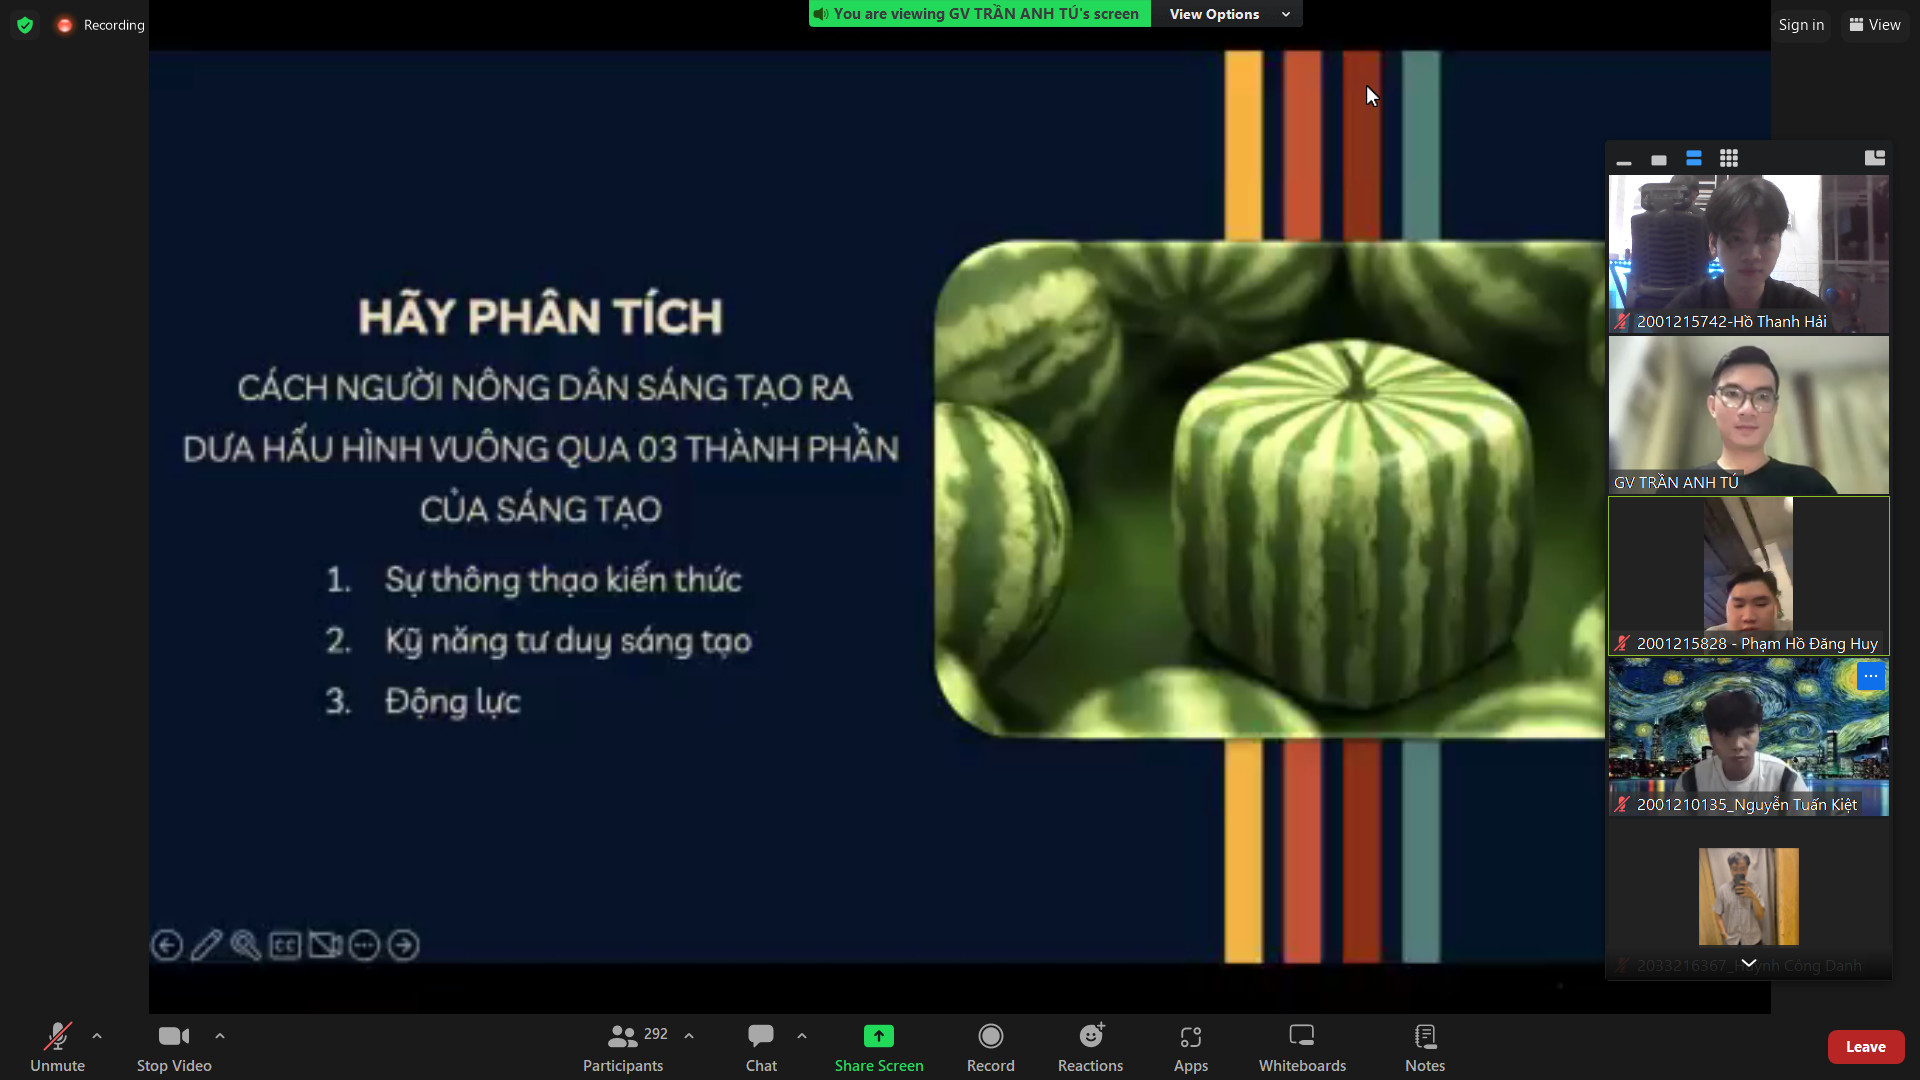 Recording
You are viewing GV TRẦN ANH TÚ's screen
View Options
Sign in
View
HÃY PHÂN TÍCH
CÁCH NGƯỜI NÔNG DÂN SÁNG TẠO RA
DƯA HẤU HÌNH VUÔNG QUA 03 THÀNH PHẦN
CỦA SÁNG TẠO
1. Sự thông thạo kiến thức
2. Kỹ năng tư duy sáng tạo
3. Động lực
2001215742-Hồ Thanh Hải
GV TRẦN ANH TÚ
2001215828 - Phạm Hồ Đăng Huy
2001210135_Nguyễn Tuấn Kiệt
2033216367_Huỳnh Công Danh
CC
Unmute
Stop Video
292
Participants
Chat
Share Screen
Record
Reactions
Apps
Whiteboards
Notes
Leave